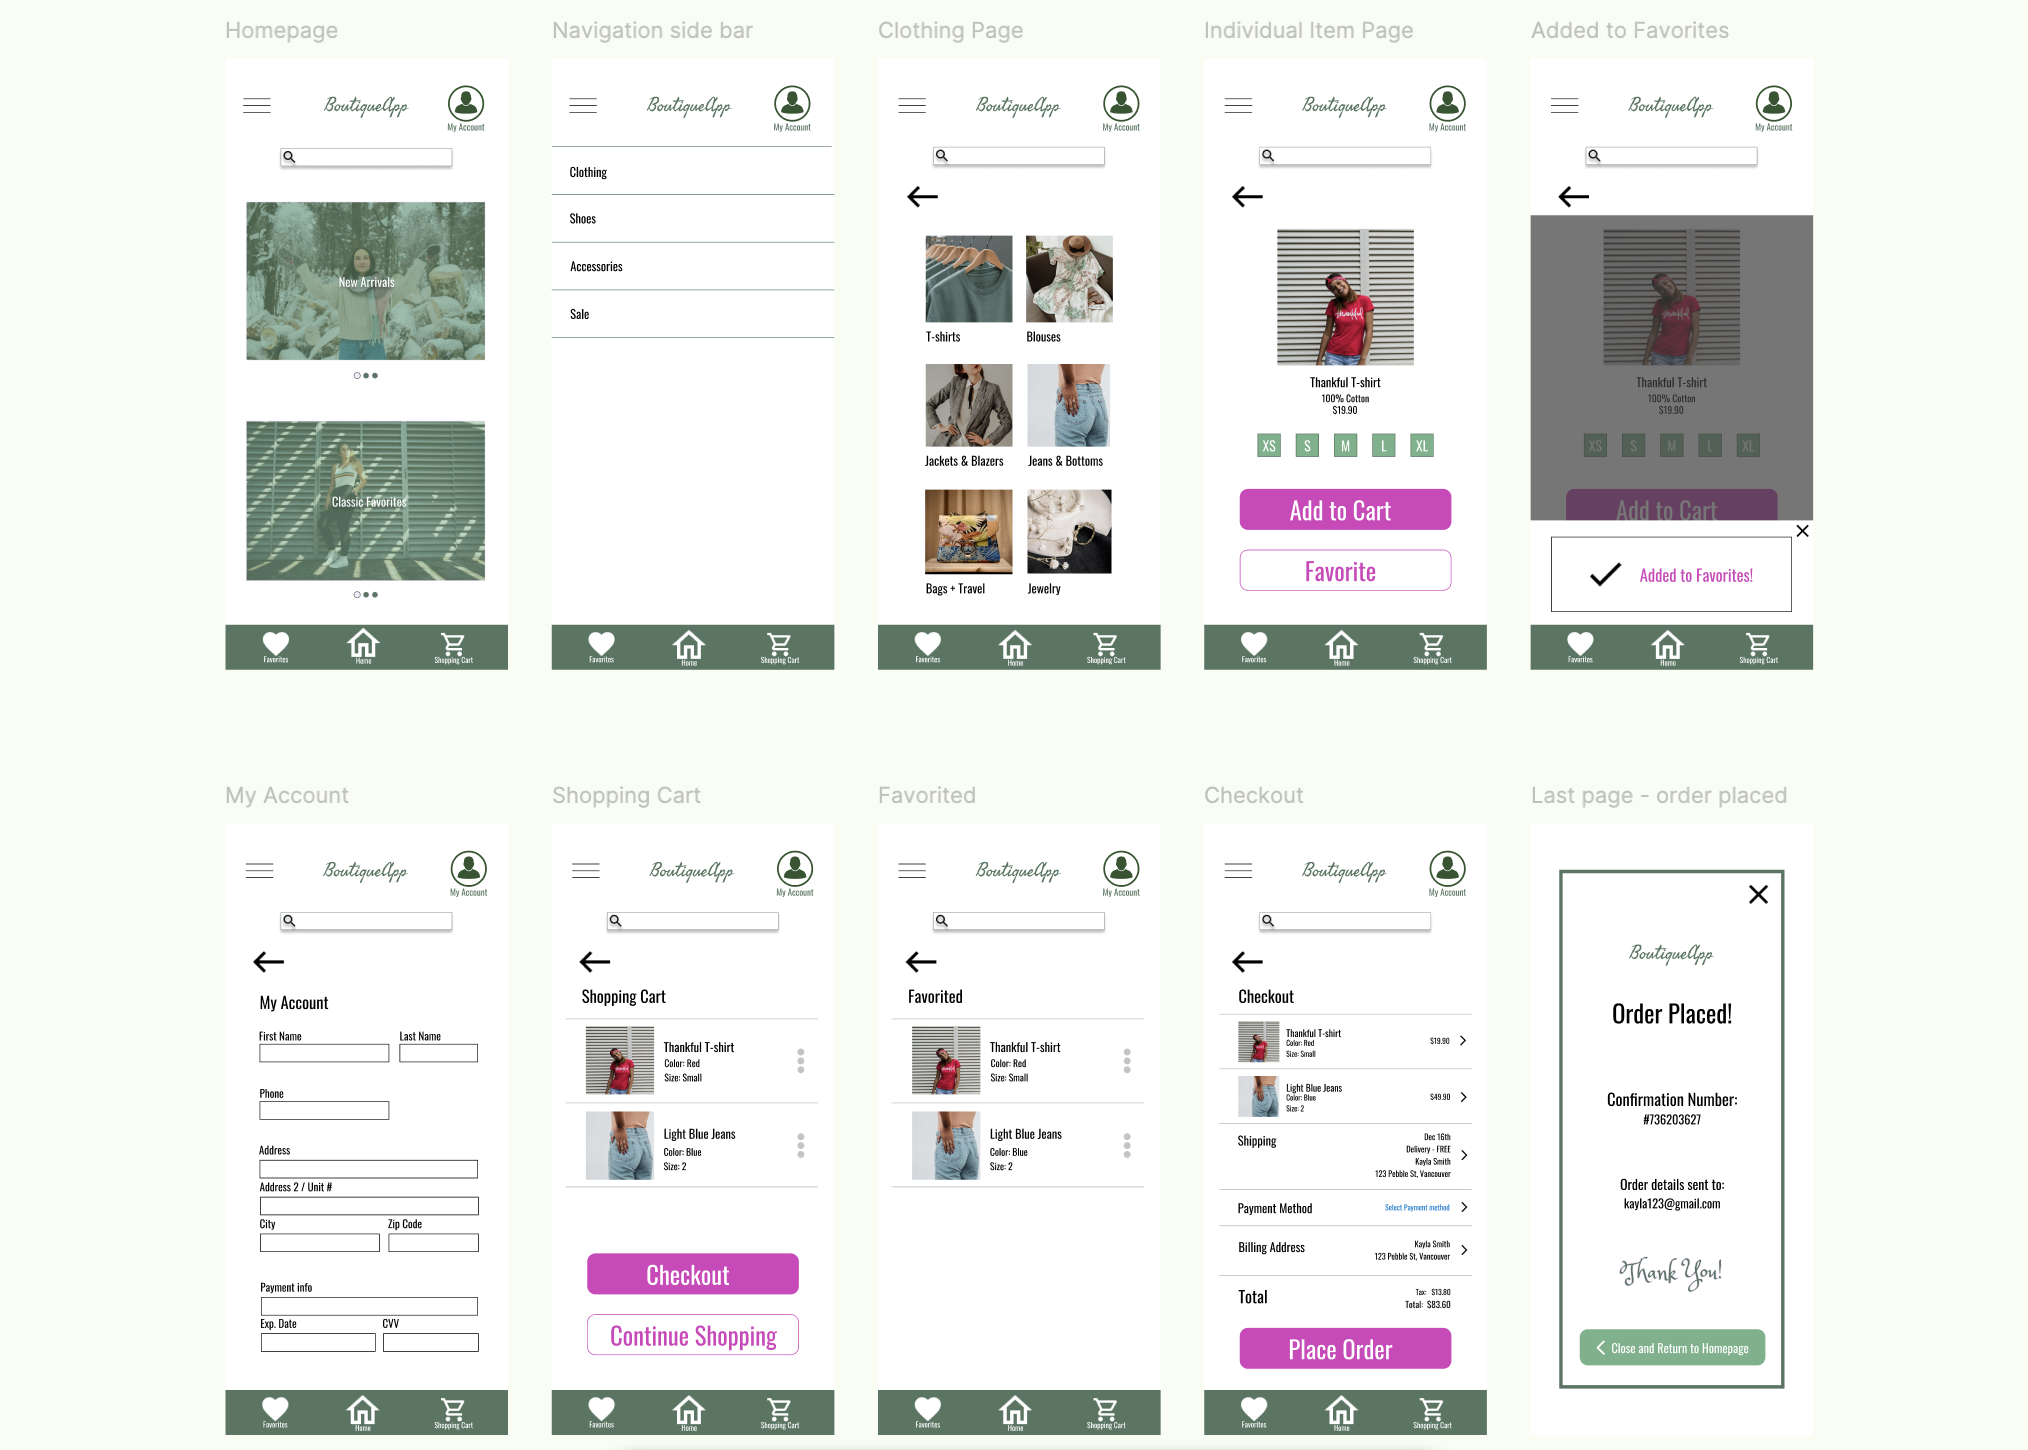 Homepage
BoutiqueApp
My Account
New Arrivals
Classic Favorites
Favorites
Home
Shopping Cart
Navigation side bar
BoutiqueApp
My Account
Clothing
Shoes
Accessories
Sale
Favorites
Home
Shopping Cart
Clothing Page
BoutiqueApp
My Account
T-shirts
Blouses
Jackets & Blazers
Jeans & Bottoms
Bags + Travel
Jewelry
Favorites
Home
Shopping Cart
Individual Item Page
BoutiqueApp
My Account
thankful
Thankful T-shirt
100% Cotton
$19.90
XS S M L XL
Add to Cart
Favorite
Favorites
Home
Shopping Cart
Added to Favorites
BoutiqueApp
My Account
Thankful T-shirt
100% Cotton
$19.90
XS S M L XL
Add to Cart
Added to Favorites!
Favorites
Home
Shopping Cart
My Account
BoutiqueApp
My Account
My Account
First Name
Last Name
Phone
Address
Address 2 / Unit #
City
Zip Code
Payment info
Exp. Date
CVV
Favorites
Home
Shopping Cart
Shopping Cart
BoutiqueApp
My Account
Shopping Cart
Thankful T-shirt
Color: Red
Size: Small
Light Blue Jeans
Color: Blue
Size: 2
Checkout
Continue Shopping
Favorites
Home
Shopping Cart
Favorited
BoutiqueApp
My Account
Favorited
Thankful T-shirt
Color: Red
Size: Small
Light Blue Jeans
Color: Blue
Size: 2
Favorites
Home
Shopping Cart
Checkout
BoutiqueApp
My Account
Checkout
Thankful T-shirt
Color: Red
Size: Small
$19.90
Light Blue Jeans
Color: Blue
Size: 2
$49.90
Shipping
Dec 16th
Delivery - FREE
Kayla Smith
123 Pebble St, Vancouver
Payment Method
Select Payment method
Billing Address
Kayla Smith
123 Pebble St, Vancouver
Total
Tax: $13.80
Total: $83.60
Place Order
Favorites
Home
Shopping Cart
Last page - order placed
BoutiqueApp
Order Placed!
Confirmation Number:
#736203627
Order details sent to:
kayla123@gmail.com
Thank You!
Close and Return to Homepage